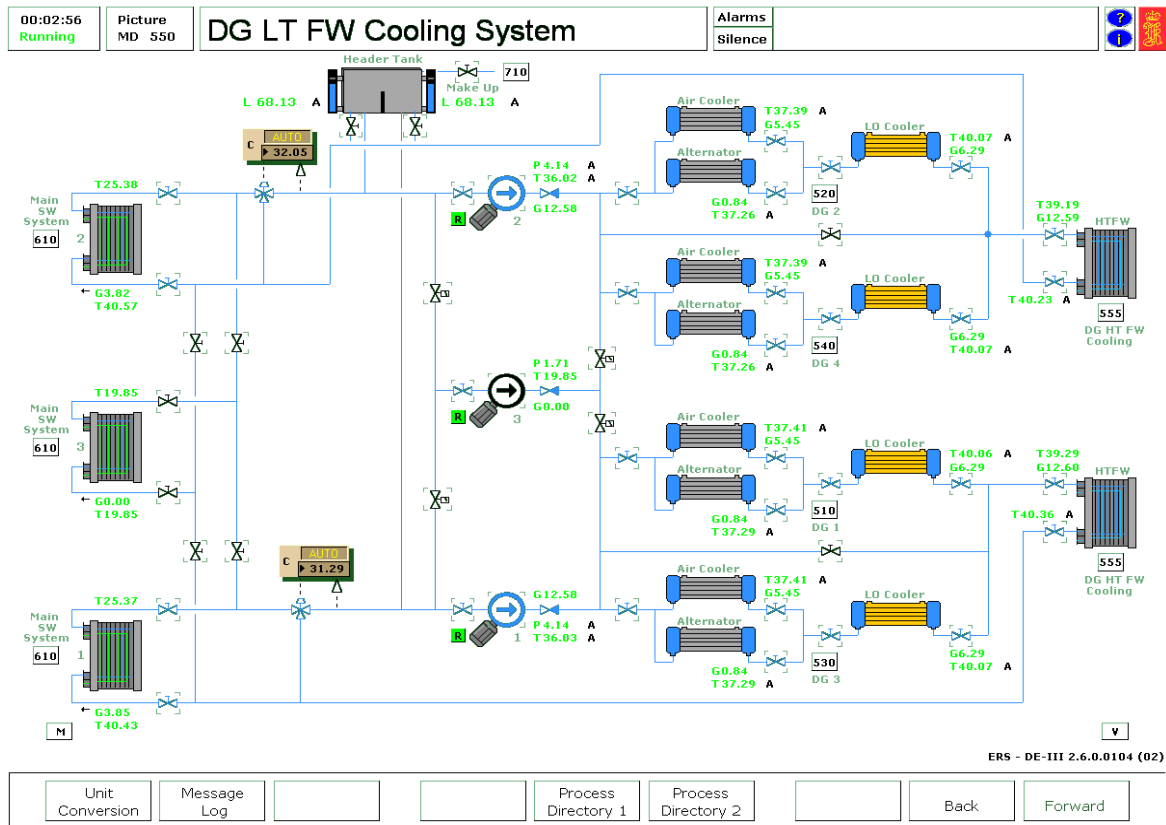 00:02:56
Running
Picture
MD 550
DG LT FW Cooling System
Alarms
Silence
?
i
Header Tank
710
Make Up
L 68.13 A
L 68.13 A
AUTO
C
32.05
Air Cooler
T37.39 A
G5.45
LO Cooler
T40.07 A
G6.29
Alternator
P4.14 A
T36.02 A
G12.58
R
2
G0.84
T37.26 A
520
DG 2
T25.38
Main
SW
System
610
2
G3.82
T40.57
T39.19
G12.59
HTFW
T40.23 A
555
DG HT FW
Cooling
Air Cooler
T37.39 A
G5.45
LO Cooler
Alternator
G0.84
T37.26 A
540
DG 4
G6.29
T40.07 A
P1.71
T19.85
G0.00
R
3
T19.85
Main
SW
System
610
3
G0.00
T19.85
Air Cooler
T37.41 A
G5.45
LO Cooler
T40.06 A
G6.29
Alternator
G0.84
T37.29 A
510
DG 1
T39.29
G12.60
HTFW
T40.36 A
555
DG HT FW
Cooling
AUTO
C
31.29
Air Cooler
T37.41 A
G5.45
LO Cooler
Alternator
G12.58
P4.14 A
T36.03 A
R
1
G0.84
T37.29 A
530
DG 3
G6.29
T40.07 A
T25.37
Main
SW
System
610
1
G3.85
T40.43
M
V
ERS - DE-III 2.6.0.0104 (02)
Unit
Conversion
Message
Log
Process
Directory 1
Process
Directory 2
Back
Forward